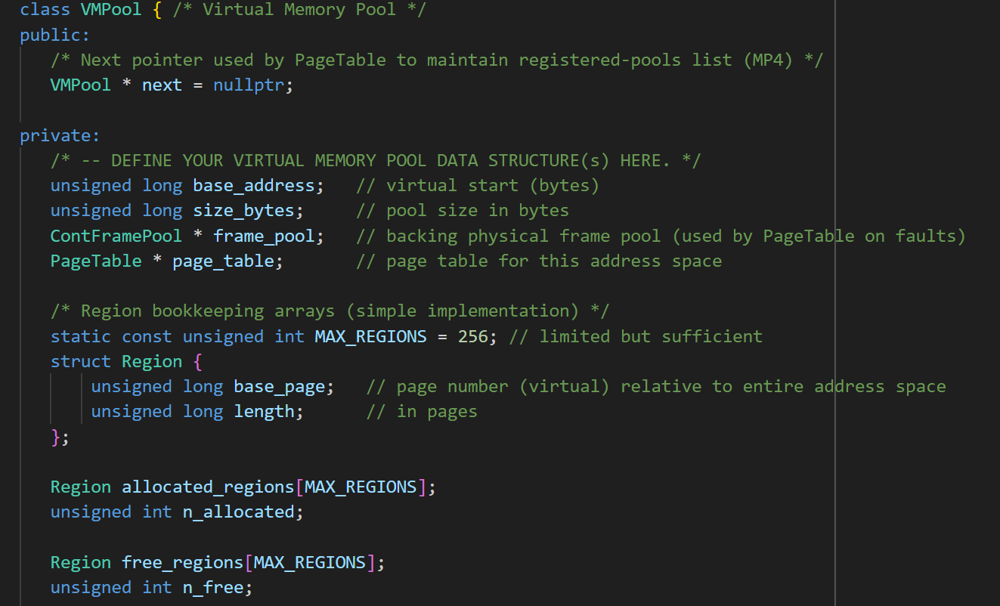 class VMPool { /* Virtual Memory Pool */
public:
   /* Next pointer used by PageTable to maintain registered-pools list (MP4) */
   VMPool * next = nullptr;

private:
   /* -- DEFINE YOUR VIRTUAL MEMORY POOL DATA STRUCTURE(s) HERE. */
   unsigned long base_address;   // virtual start (bytes)
   unsigned long size_bytes;     // pool size in bytes
   ContFramePool * frame_pool;   // backing physical frame pool (used by PageTable on faults)
   PageTable * page_table;       // page table for this address space

   /* Region bookkeeping arrays (simple implementation) */
   static const unsigned int MAX_REGIONS = 256; // limited but sufficient
   struct Region {
       unsigned long base_page;   // page number (virtual) relative to entire address space
       unsigned long length;      // in pages
   };

   Region allocated_regions[MAX_REGIONS];
   unsigned int n_allocated;

   Region free_regions[MAX_REGIONS];
   unsigned int n_free;